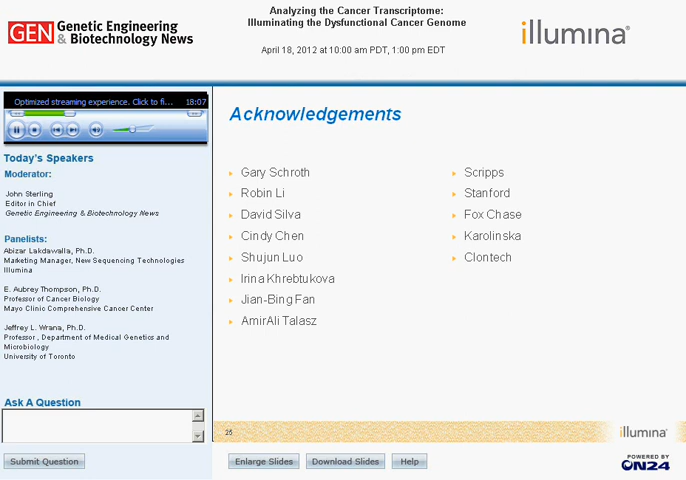 GEN Genetic Engineering
& Biotechnology News
Analyzing the Cancer Transcriptome:
Illuminating the Dysfunctional Cancer Genome
April 18, 2012 at 10:00 am PDT, 1:00 pm EDT
illumina®
Optimized streaming experience. Click to fi... 18:07
Today's Speakers
Moderator:
John Sterling
Editor in Chief
Genetic Engineering & Biotechnology News
Panelists:
Abizar Lakdawalla, Ph.D.
Marketing Manager, New Sequencing Technologies
Illumina
E. Aubrey Thompson, Ph.D.
Professor of Cancer Biology
Mayo Clinic Comprehensive Cancer Center
Jeffrey L. Wrana, Ph.D.
Professor , Department of Medical Genetics and
Microbiology
University of Toronto
Ask A Question
Submit Question
Acknowledgements
Gary Schroth
Robin Li
David Silva
Cindy Chen
Shujun Luo
Irina Khrebtukova
Jian-Bing Fan
AmirAli Talasz
Scripps
Stanford
Fox Chase
Karolinska
Clontech
25
illumina®
Enlarge Slides
Download Slides
Help
POWERED BY
ON24